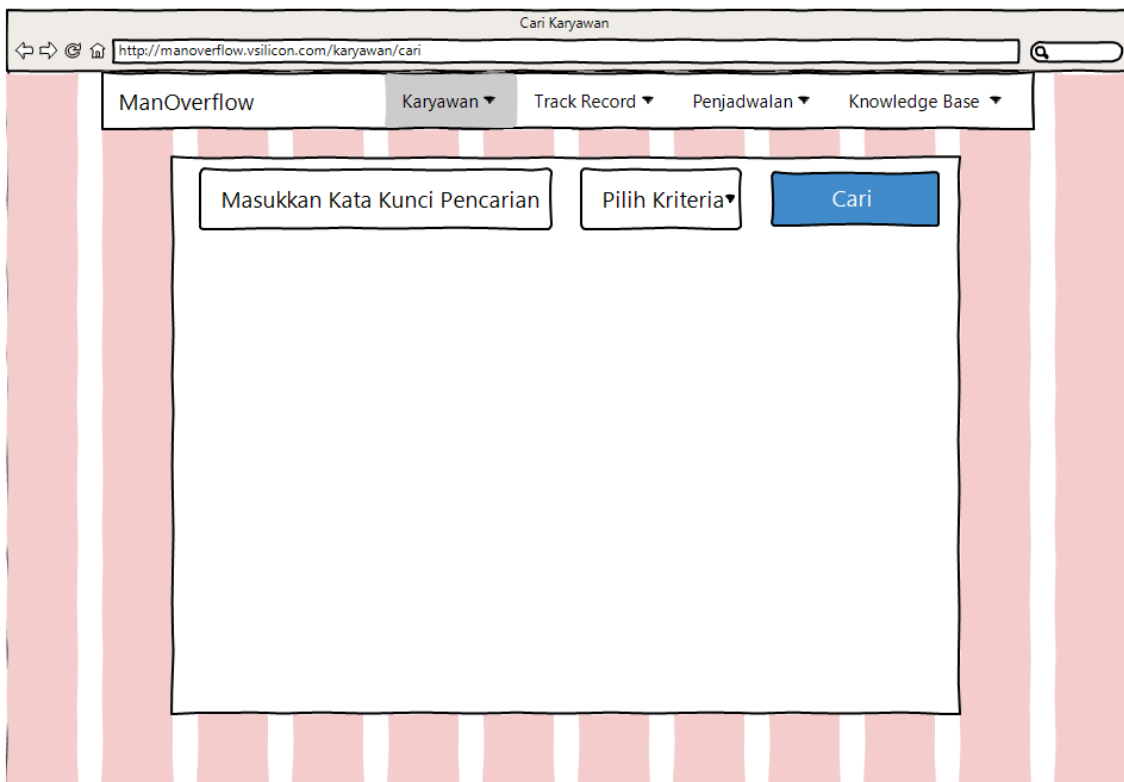 Cari Karyawan
http://manoverflow.vsilicon.com/karyawan/cari
ManOverflow Karyawan Track Record Penjadwalan Knowledge Base
Masukkan Kata Kunci Pencarian Pilih Kriteria Cari